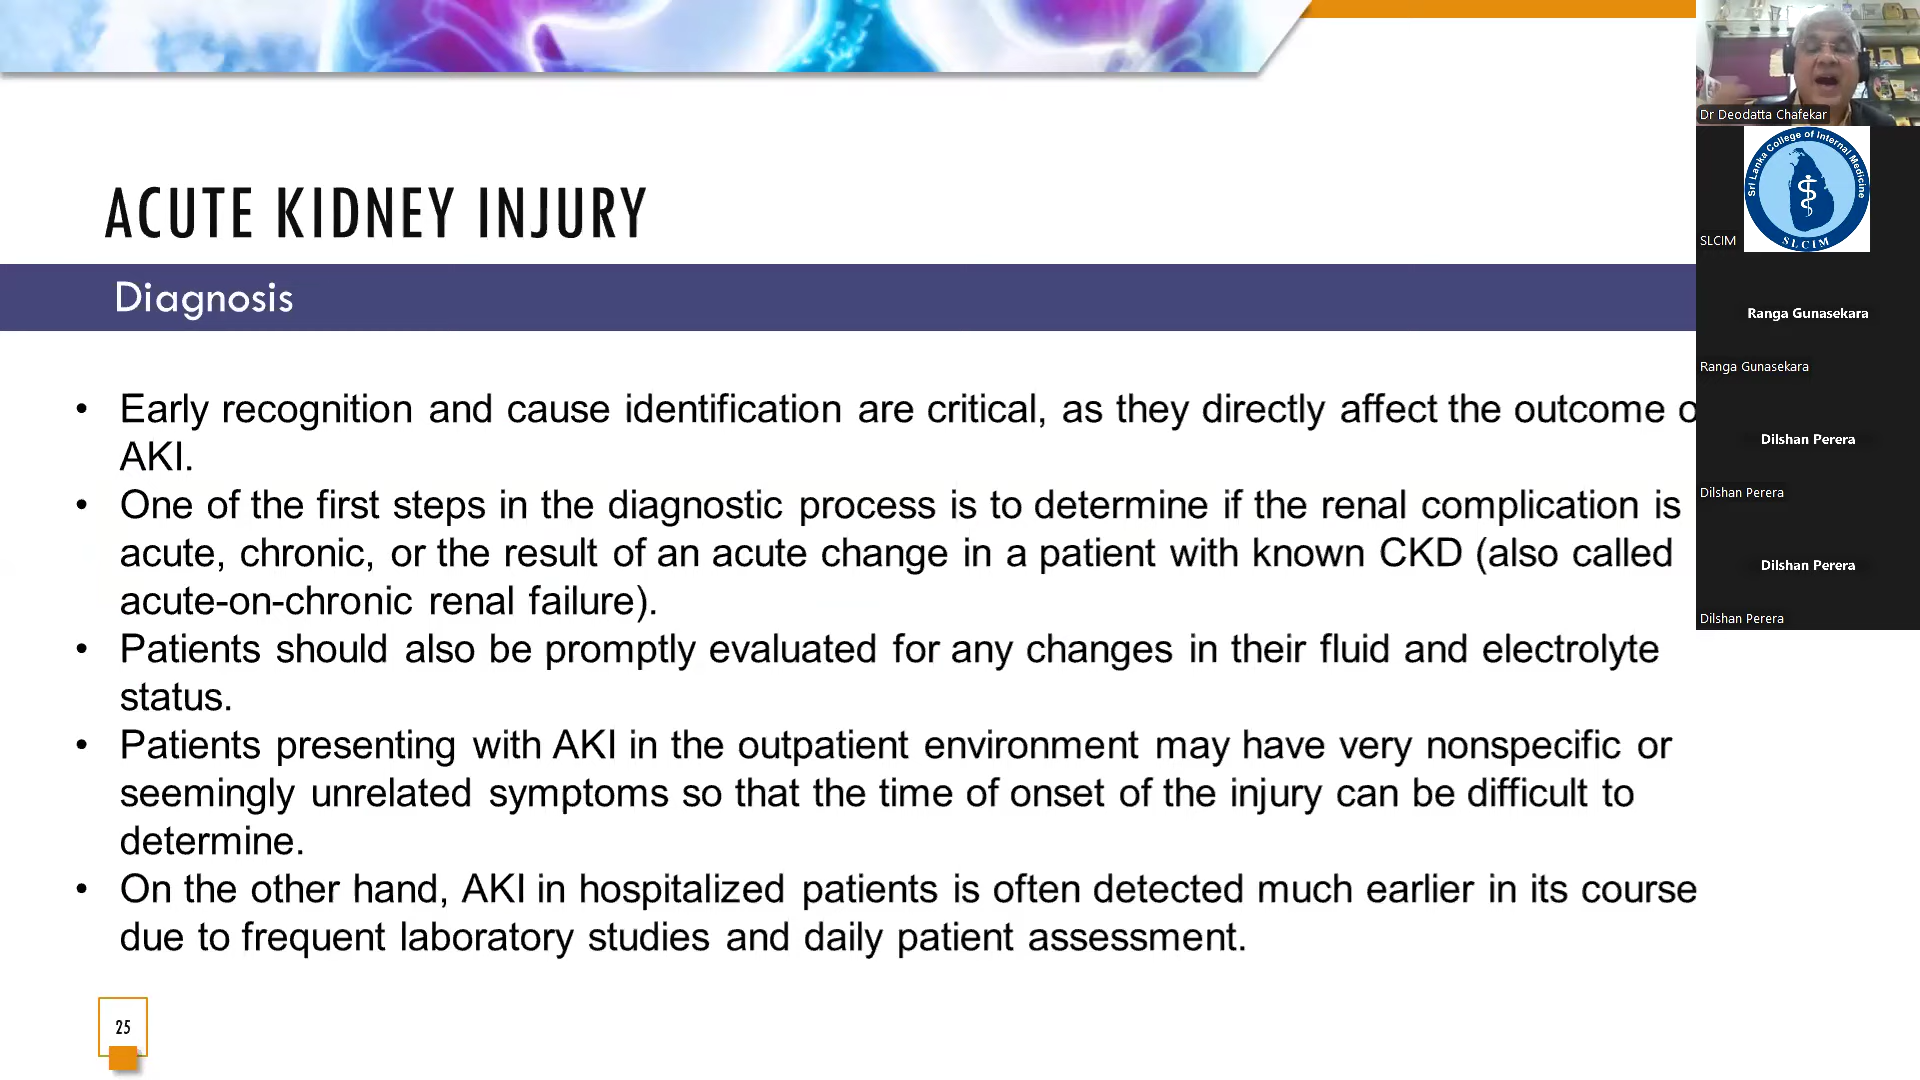 ACUTE KIDNEY INJURY
Diagnosis
• Early recognition and cause identification are critical, as they directly affect the outcome o
AKI.
• One of the first steps in the diagnostic process is to determine if the renal complication is
acute, chronic, or the result of an acute change in a patient with known CKD (also called
acute-on-chronic renal failure).
• Patients should also be promptly evaluated for any changes in their fluid and electrolyte
status.
• Patients presenting with AKI in the outpatient environment may have very nonspecific or
seemingly unrelated symptoms so that the time of onset of the injury can be difficult to
determine.
• On the other hand, AKI in hospitalized patients is often detected much earlier in its course
due to frequent laboratory studies and daily patient assessment.
25
Dr Deodatta Chafekar
Sri Lanka College of Internal Medicine
SLCIM
SLCIM
Ranga Gunasekara
Ranga Gunasekara
Dilshan Perera
Dilshan Perera
Dilshan Perera
Dilshan Perera